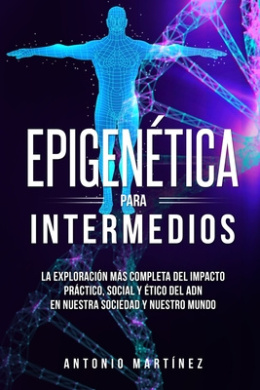 EPIGENÉTICA
PARA
INTERMEDIOS
LA EXPLORACIÓN MÁS COMPLETA DEL IMPACTO
PRÁCTICO, SOCIAL Y ÉTICO DEL ADN
EN NUESTRA SOCIEDAD Y NUESTRO MUNDO
ANTONIO MARTÍNEZ